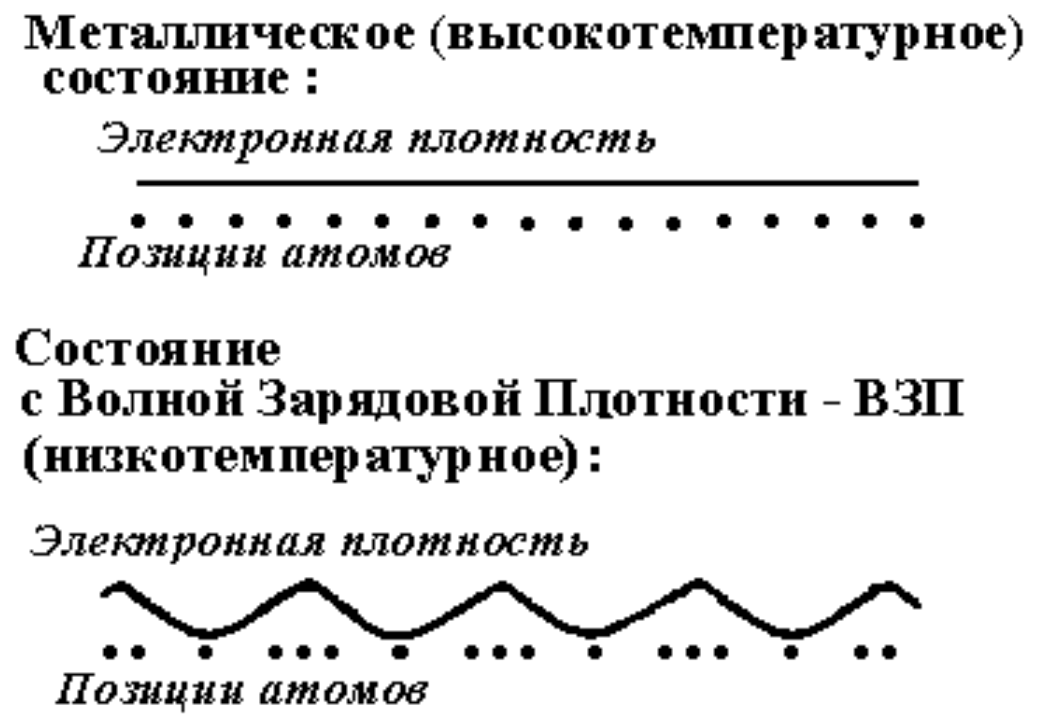 Металлическое (высокотемпературное)
состояние :
Электронная плотность
Позиции атомов
Состояние
с Волной Зарядовой Плотности - ВЗП
(низкотемпературное) :
Электронная плотность
Позиции атомов